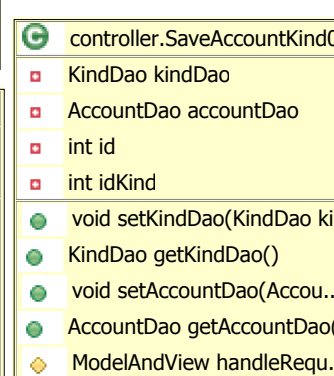 controller.SaveAccountKind
KindDao kindDao
AccountDao accountDao
int id
int idKind
void setKindDao(KindDao ki
KindDao getKindDao()
void setAccountDao(Accou..
AccountDao getAccountDao(
ModelAndView handleRequ.